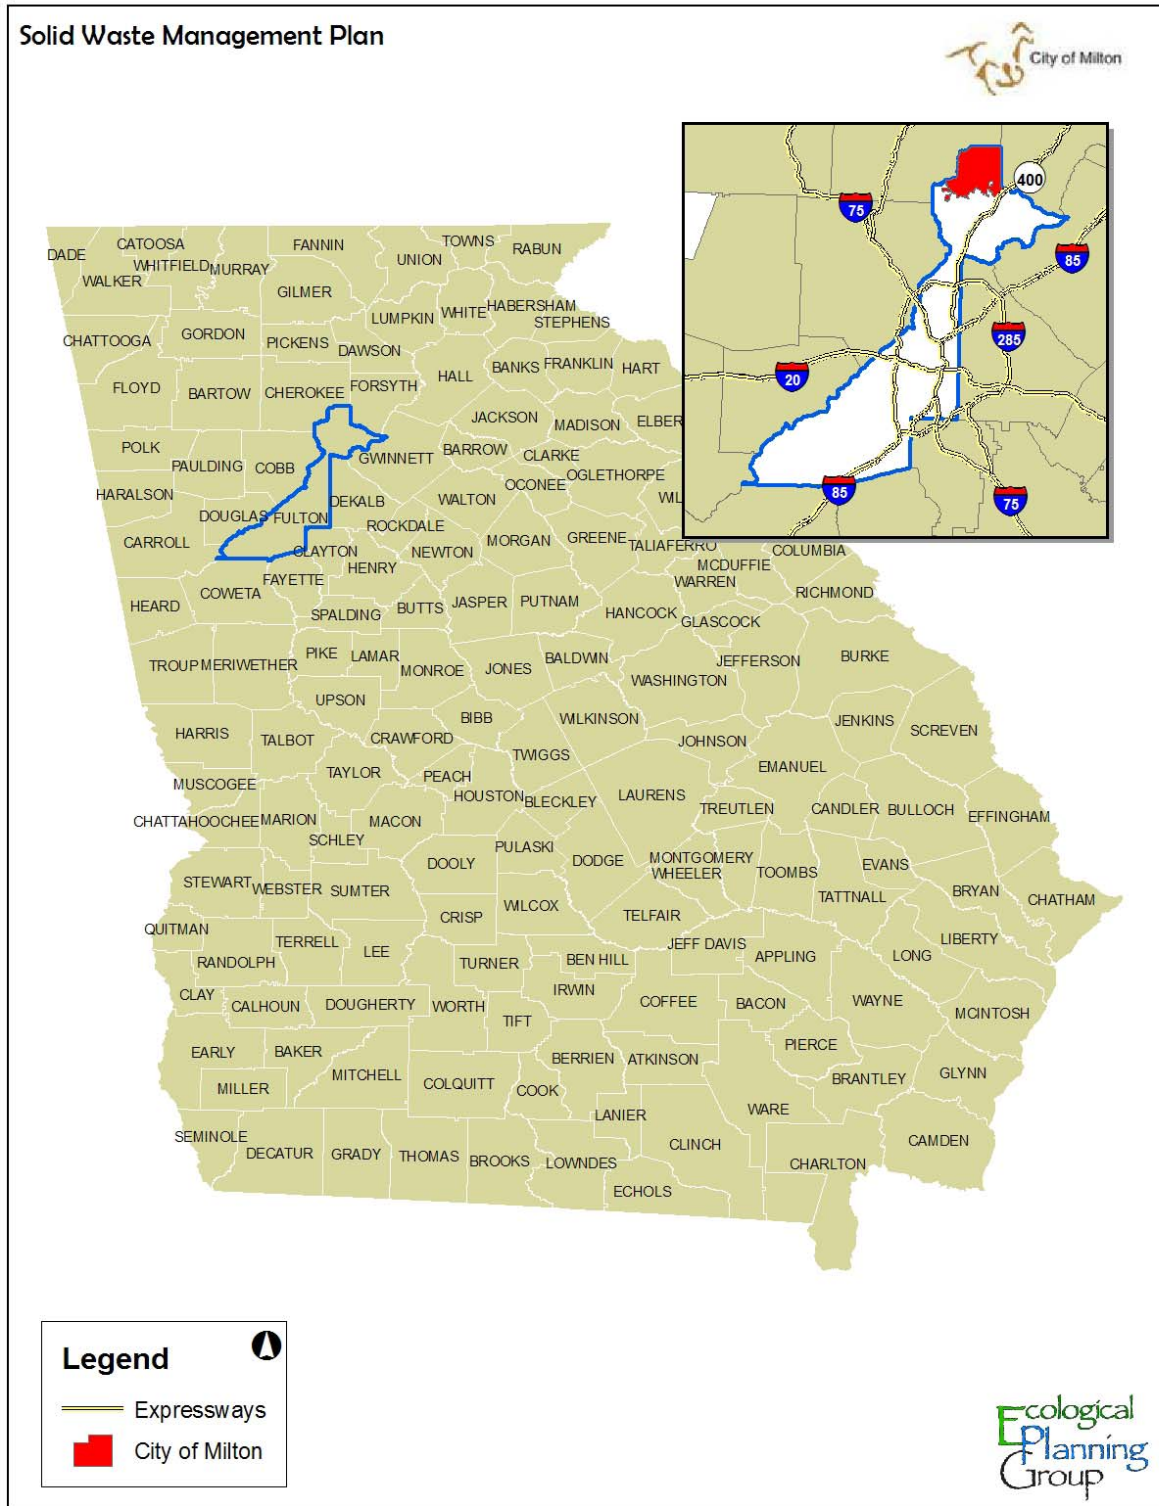 Solid Waste Management Plan
City of Milton
400
75
85
285
20
85
75
DADE
CATOOSA
WHITFIELD
WALKER
MURRAY
FANNIN
UNION
TOWNS
RABUN
GILMER
LUMPKIN
WHITE
HABERSHAM
STEPHENS
CHATTOOGA
GORDON
PICKENS
DAWSON
FLOYD
BARTOW
CHEROKEE
FORSYTH
HALL
BANKS
FRANKLIN
HART
JACKSON
MADISON
ELBER
POLK
PAULDING
COBB
GWINNETT
BARROW
CLARKE
OGLETHORPE
OCONEE
WIL
HARALSON
DOUGLAS
FULTON
DEKALB
WALTON
ROCKDALE
CARROLL
CLAYTON
HENRY
NEWTON
MORGAN
GREENE
TALIAFERRO
COLUMBIA
MCDUFFIE
WARREN
RICHMOND
HEARD
COWETA
FAYETTE
SPALDING
BUTTS
JASPER
PUTNAM
HANCOCK
GLASCOCK
TROUP
MERIWETHER
PIKE
LAMAR
MONROE
JONES
BALDWIN
WASHINGTON
JEFFERSON
BURKE
UPSON
HARRIS
TALBOT
CRAWFORD
BIBB
WILKINSON
TWIGGS
JOHNSON
JENKINS
SCREVEN
MUSCOGEE
TAYLOR
PEACH
HOUSTON
BLECKLEY
LAURENS
EMANUEL
TREUTLEN
CANDLER
BULLOCH
EFFINGHAM
CHATTAHOOCHEE
MARION
SCHLEY
MACON
DOOLY
PULASKI
DODGE
MONTGOMERY
WHEELER
TOOMBS
EVANS
TATTNALL
BRYAN
CHATHAM
STEWART
WEBSTER
SUMTER
CRISP
WILCOX
TELFAIR
QUITMAN
RANDOLPH
TERRELL
LEE
TURNER
BEN HILL
JEFF DAVIS
APPLING
LONG
LIBERTY
CLAY
CALHOUN
DOUGHERTY
WORTH
TIFT
IRWIN
COFFEE
BACON
WAYNE
MCINTOSH
EARLY
BAKER
MITCHELL
MILLER
COLQUITT
COOK
BERRIEN
ATKINSON
PIERCE
BRANTLEY
GLYNN
LANIER
WARE
SEMINOLE
DECATUR
GRADY
THOMAS
BROOKS
LOWNDES
CLINCH
ECHOLS
CHARLTON
CAMDEN
Legend
Expressways
City of Milton
Ecological
Planning
Group